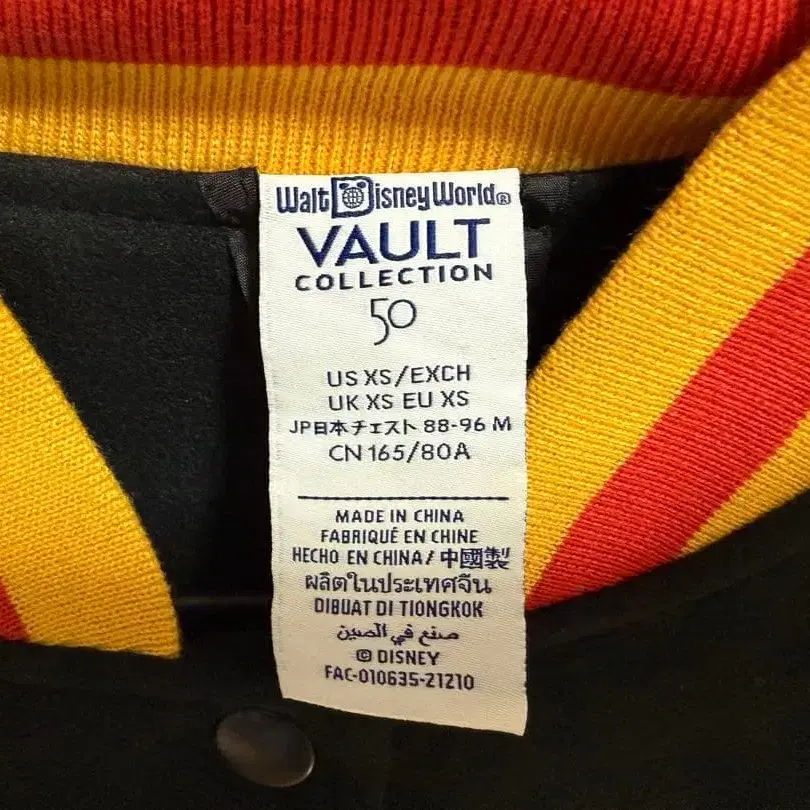 Walt Disney World®
VAULT
COLLECTION
50
US XS/EXCH
UK XS EU XS
JP日本チェスト 88-96 M
CN 165/80A
MADE IN CHINA
FABRIQUÉ EN CHINE
HECHO EN CHINA/ 中國製
ผลิตในประเทศจีน
DIBUAT DI TIONGKOK
صنع في الصين
© DISNEY
FAC-010635-21210